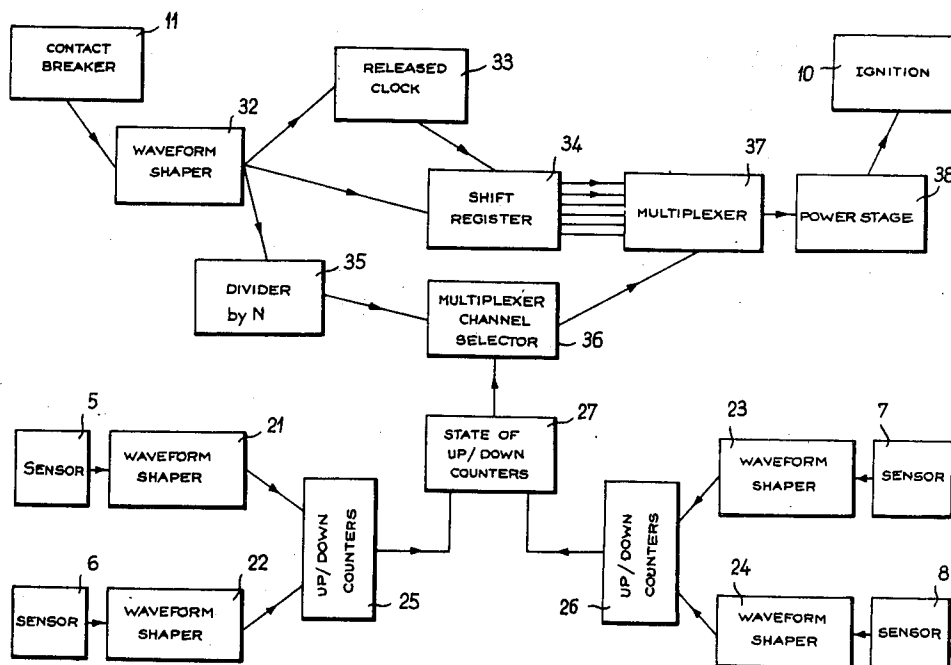 11
CONTACT
BREAKER
32
WAVEFORM
SHAPER
33
RELEASED
CLOCK
34
SHIFT
REGISTER
37
MULTIPLEXER
10
IGNITION
38
POWER STAGE
35
DIVIDER
by N
MULTIPLEXER
CHANNEL
SELECTOR
36
27
STATE OF
UP/DOWN
COUNTERS
5
SENSOR
21
WAVEFORM
SHAPER
6
SENSOR
22
WAVEFORM
SHAPER
UP/DOWN
COUNTERS
25
UP/DOWN
COUNTERS
26
23
WAVEFORM
SHAPER
7
SENSOR
24
WAVEFORM
SHAPER
8
SENSOR